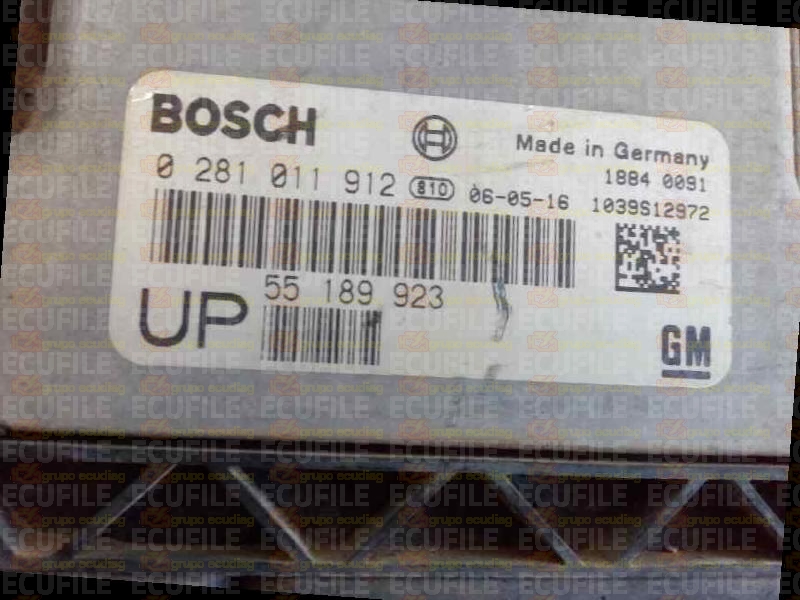 BOSCH
Made in Germany
0 281 011 912 810 06-05-16
1884 0091
1039S12972
55 189 923
UP
GM
ECUFILE
grupo ecudiag